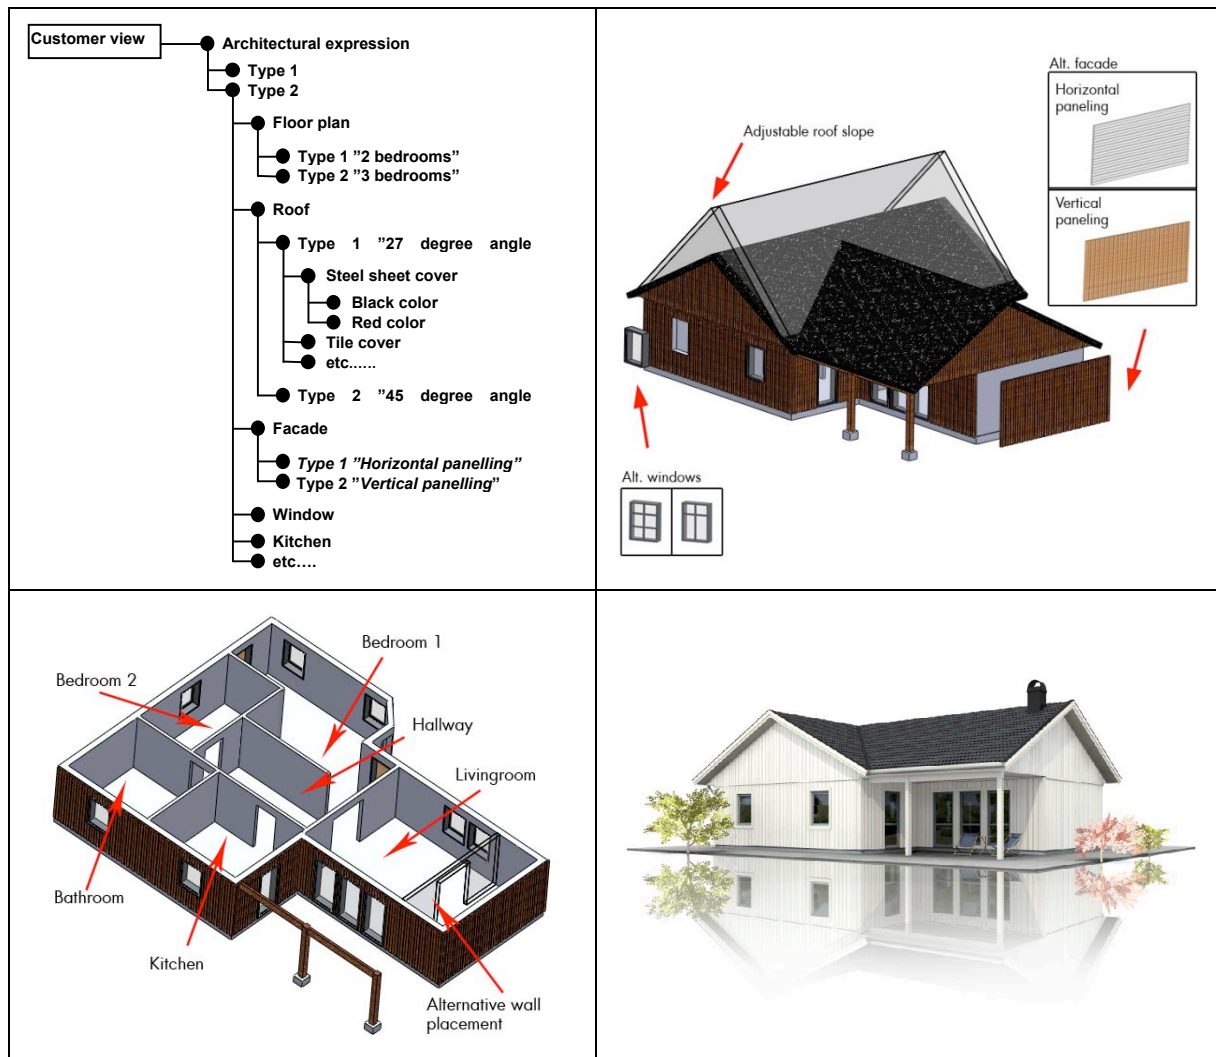 Customer view
Architectural expression
Type 1
Type 2
Floor plan
Type 1 ”2 bedrooms”
Type 2 ”3 bedrooms”
Roof
Type 1 ”27 degree angle
Steel sheet cover
Black color
Red color
Tile cover
etc......
Type 2 ”45 degree angle
Facade
Type 1 ”Horizontal panelling”
Type 2 ”Vertical panelling”
Window
Kitchen
etc....
Alt. facade
Horizontal
paneling
Vertical
paneling
Adjustable roof slope
Alt. windows
Bedroom 1
Bedroom 2
Hallway
Livingroom
Bathroom
Kitchen
Alternative wall
placement